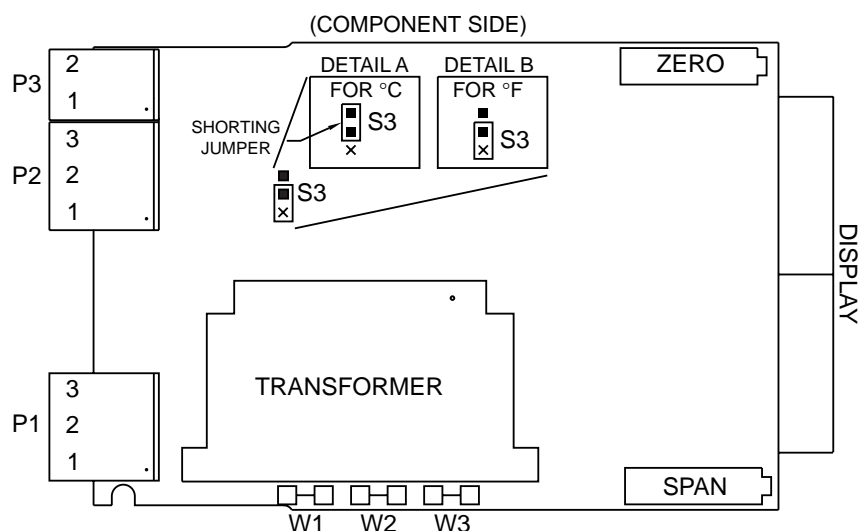 (COMPONENT SIDE)
P3
2
1
P2
3
2
1
SHORTING
JUMPER
DETAIL A
FOR °C
S3
DETAIL B
FOR °F
S3
S3
ZERO
DISPLAY
TRANSFORMER
P1
3
2
1
SPAN
W1
W2
W3